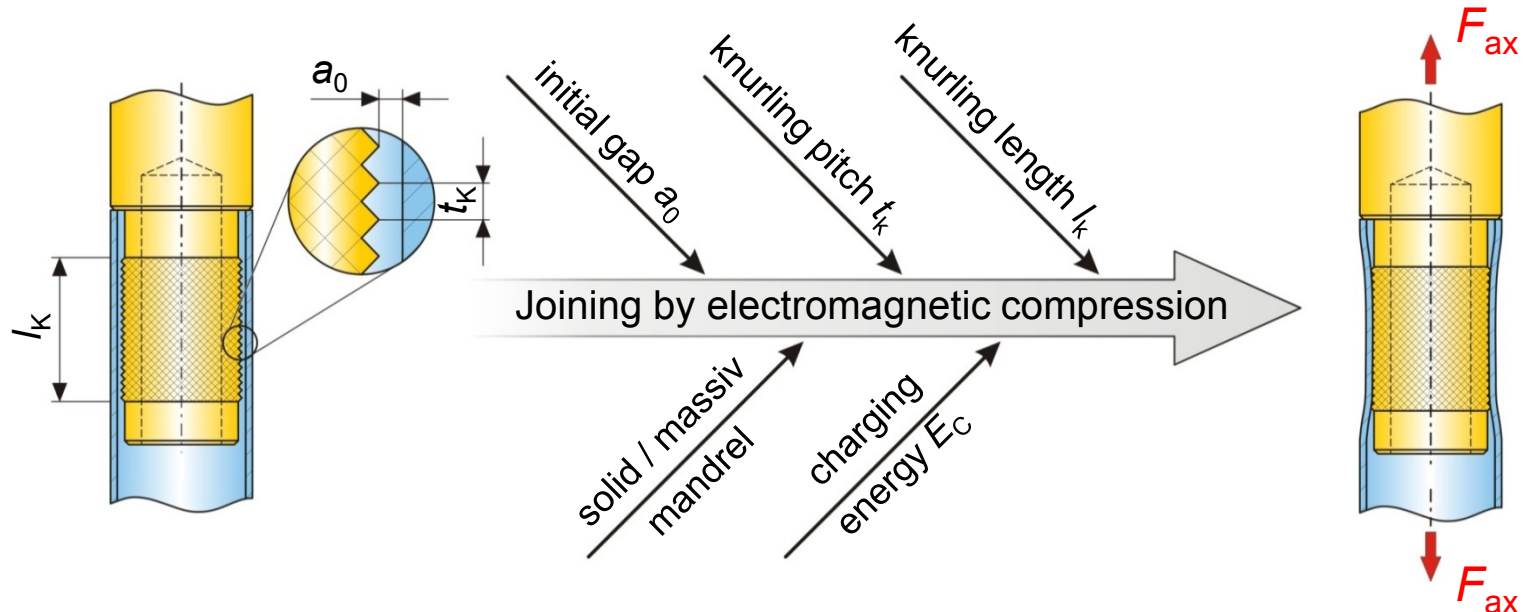 a0
tK
lK
initial gap a0
knurling pitch tk
knurling length lk
Joining by electromagnetic compression
solid / massiv
mandrel
charging
energy EC
Fax
Fax